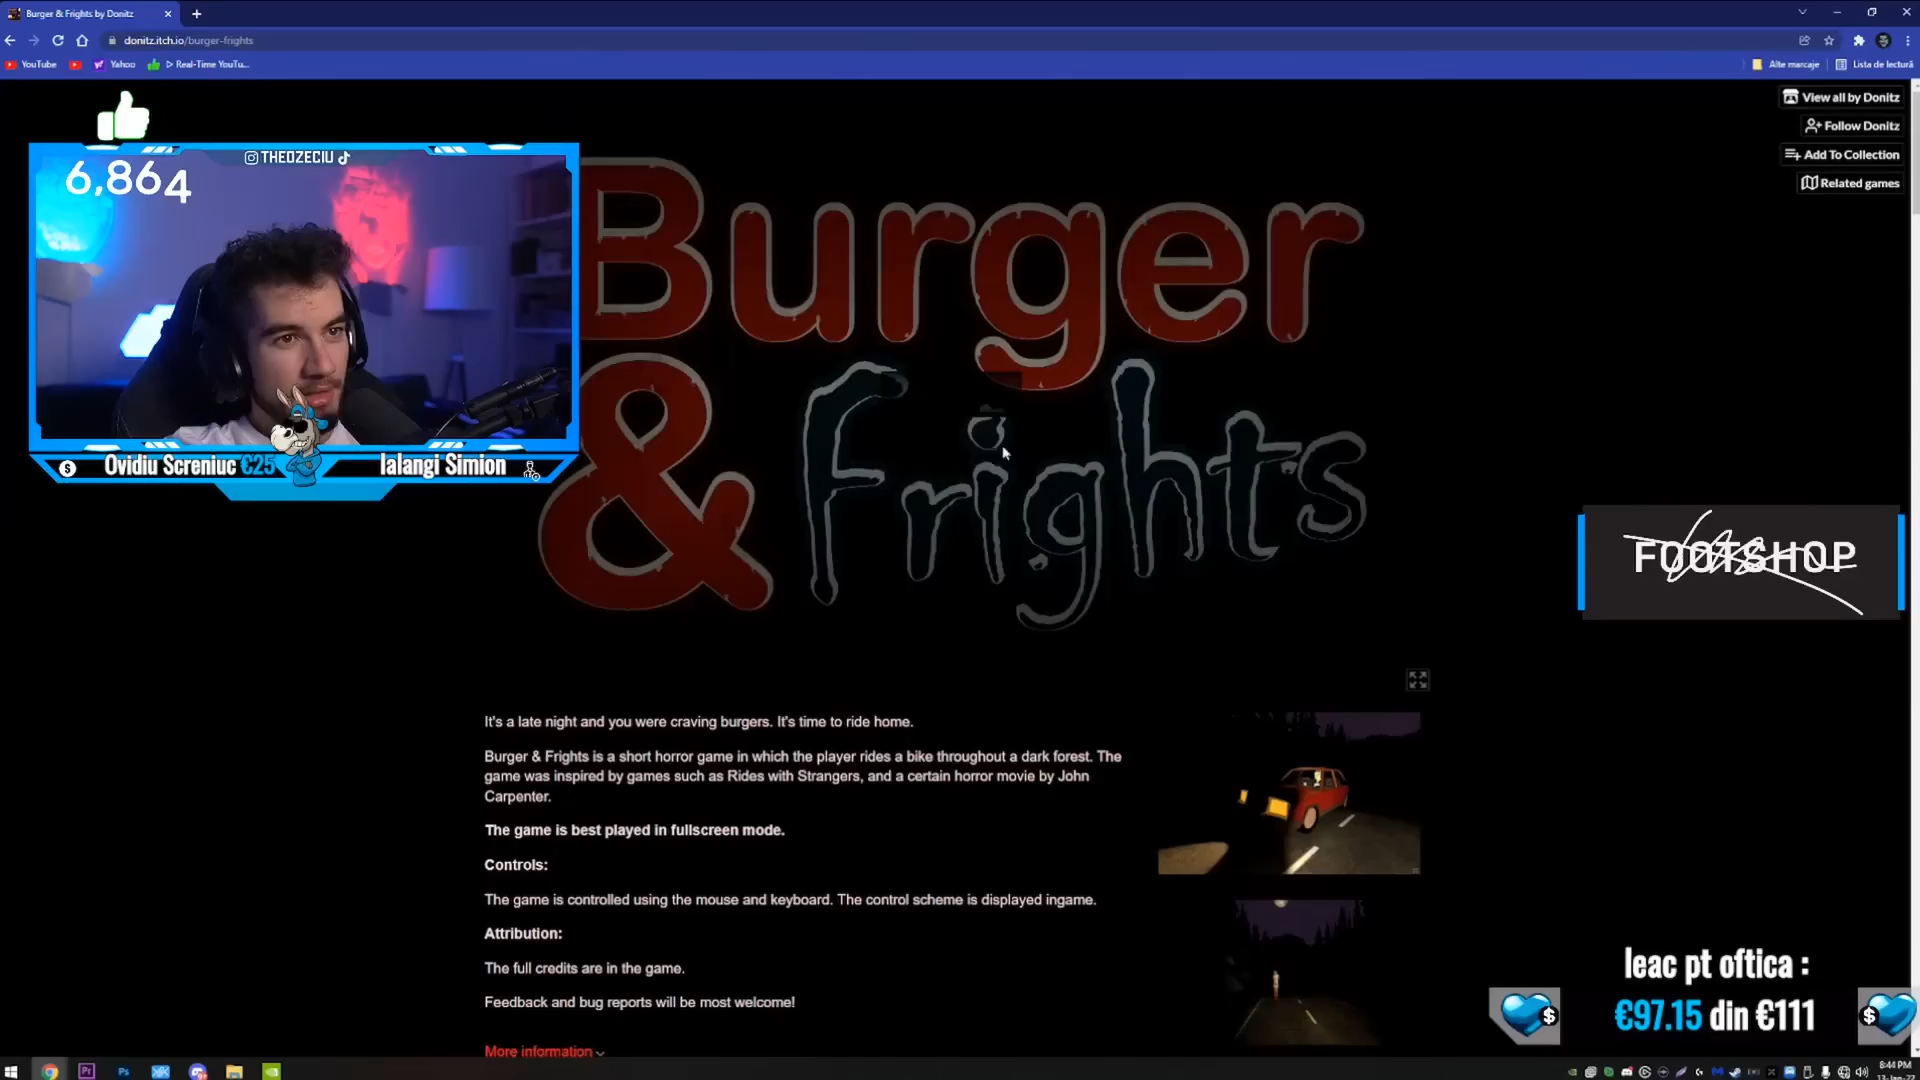 Burger & Frights by Donitz
donitz.itch.io/burger-frights
YouTube
Yahoo
Real-Time YouTu...
Alte marcaje
Lista de lectură
View all by Donitz
Follow Donitz
Add To Collection
Related games
THEOZECIU
6,864
Ovidiu Screniuc €25
Ialangi Simion
Burger
& Frights
FOOTSHOP
It's a late night and you were craving burgers. It's time to ride home.
Burger & Frights is a short horror game in which the player rides a bike throughout a dark forest. The
game was inspired by games such as Rides with Strangers, and a certain horror movie by John
Carpenter.
The game is best played in fullscreen mode.
Controls:
The game is controlled using the mouse and keyboard. The control scheme is displayed ingame.
Attribution:
The full credits are in the game.
Feedback and bug reports will be most welcome!
More information
leac pt oftica :
€97.15 din €111
Pr
Ps
8:44 PM
13-Jan-22